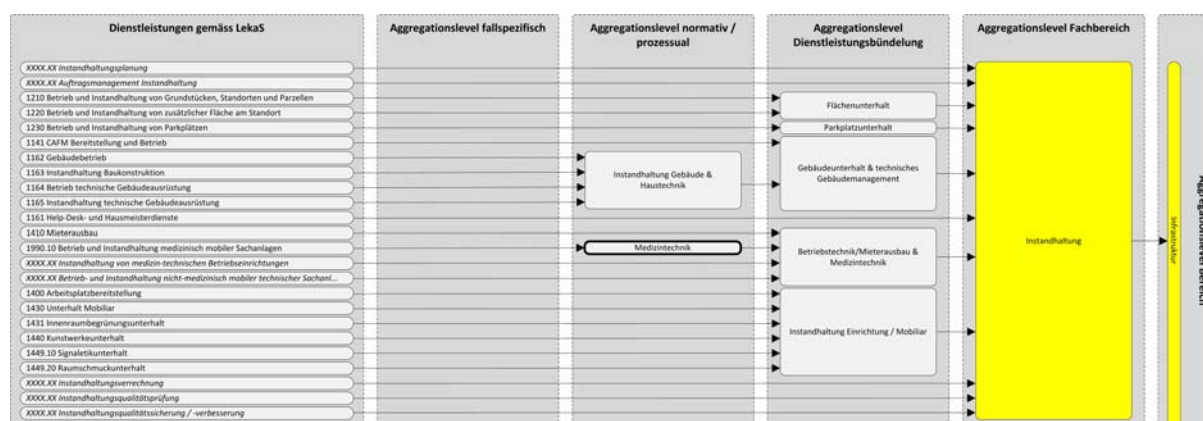 Dienstleistungen gemäss LekaS
Aggregationslevel fallspezifisch
Aggregationslevel normativ /
prozessual
Aggregationslevel
Dienstleistungsbündelung
Aggregationslevel Fachbereich
Aggregationslevel Bereich
XXXX.XX Instandhaltungsplanung
XXXX.XX Auftragsmanagement Instandhaltung
1210 Betrieb und Instandhaltung von Grundstücken, Standorten und Parzellen
1220 Betrieb und Instandhaltung von zusätzlicher Fläche am Standort
1230 Betrieb und Instandhaltung von Parkplätzen
1141 CAFM Bereitstellung und Betrieb
1162 Gebäudebetrieb
1163 Instandhaltung Baukonstruktion
1164 Betrieb technische Gebäudeausrüstung
1165 Instandhaltung technische Gebäudeausrüstung
1161 Help-Desk- und Hausmeisterdienste
1410 Mieterausbau
1990.10 Betrieb und Instandhaltung medizinisch mobiler Sachanlagen
XXXX.XX Instandhaltung von medizin-technischen Betriebseinrichtungen
XXXX.XX Betrieb- und Instandhaltung nicht-medizinisch mobiler technischer Sachanl...
1400 Arbeitsplatzbereitstellung
1430 Unterhalt Mobiliar
1431 Innenraumbegrünungsunterhalt
1440 Kunstwerkeunterhalt
1449.10 Signaletikunterhalt
1449.20 Raumschmuckunterhalt
XXXX.XX Instandhaltungsverrechnung
XXXX.XX Instandhaltungsqualitätsprüfung
XXXX.XX Instandhaltungsqualitätssicherung / -verbesserung
Instandhaltung Gebäude &
Haustechnik
Medizintechnik
Flächenunterhalt
Parkplatzunterhalt
Gebäudeunterhalt & technisches
Gebäudemanagement
Betriebstechnik/Mieterausbau &
Medizintechnik
Instandhaltung Einrichtung / Mobiliar
Instandhaltung
Infrastruktur